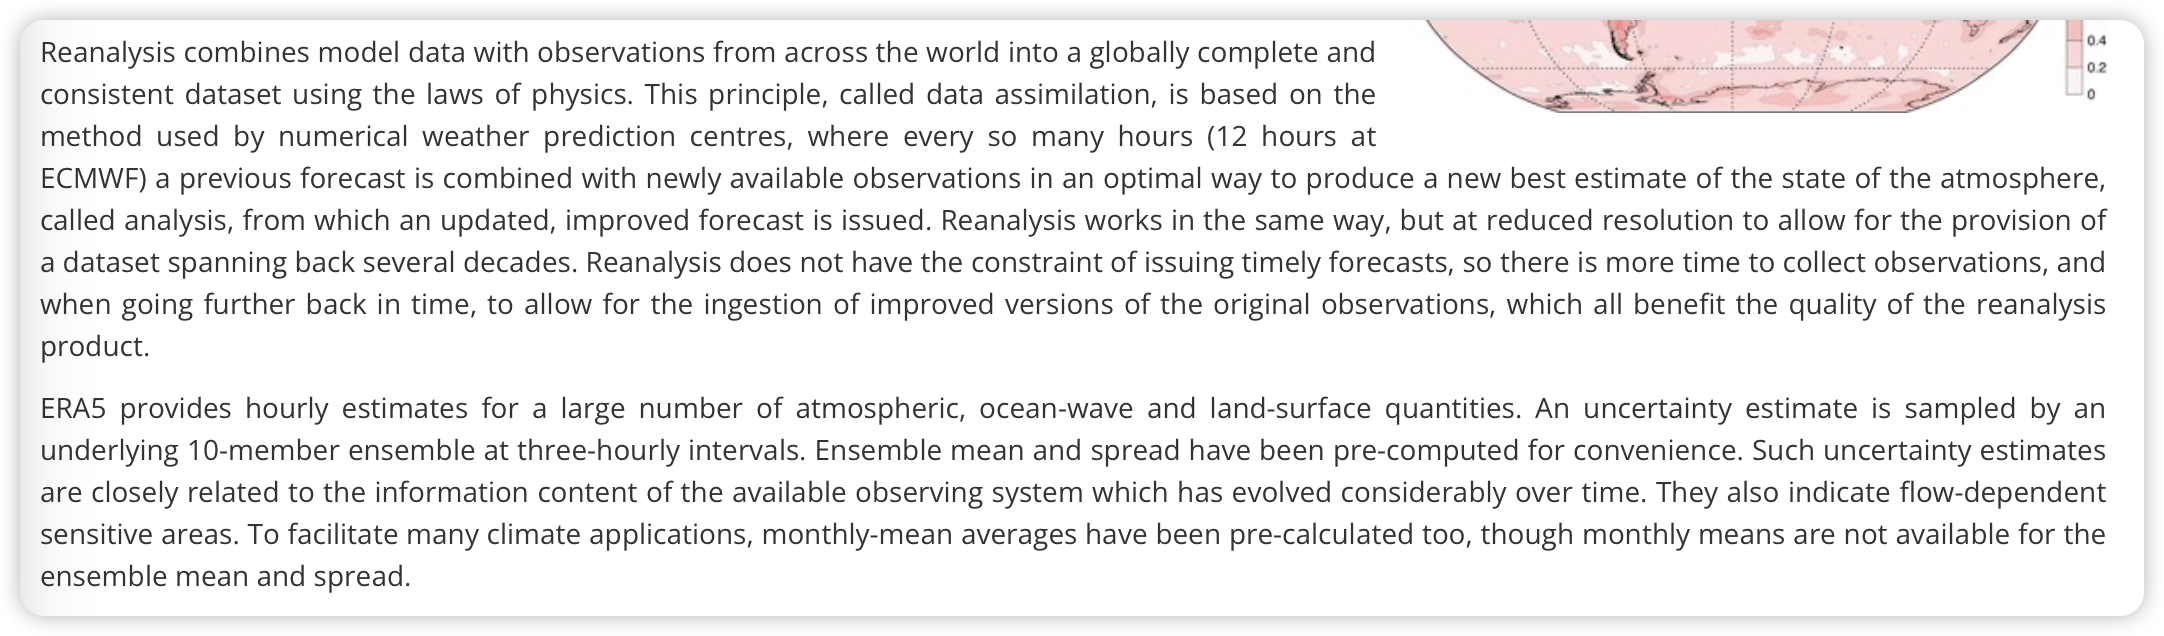 Reanalysis combines model data with observations from across the world into a globally complete and
consistent dataset using the laws of physics. This principle, called data assimilation, is based on the
method used by numerical weather prediction centres, where every so many hours (12 hours at
ECMWF) a previous forecast is combined with newly available observations in an optimal way to produce a new best estimate of the state of the atmosphere,
called analysis, from which an updated, improved forecast is issued. Reanalysis works in the same way, but at reduced resolution to allow for the provision of
a dataset spanning back several decades. Reanalysis does not have the constraint of issuing timely forecasts, so there is more time to collect observations, and
when going further back in time, to allow for the ingestion of improved versions of the original observations, which all benefit the quality of the reanalysis
product.
ERA5 provides hourly estimates for a large number of atmospheric, ocean-wave and land-surface quantities. An uncertainty estimate is sampled by an
underlying 10-member ensemble at three-hourly intervals. Ensemble mean and spread have been pre-computed for convenience. Such uncertainty estimates
are closely related to the information content of the available observing system which has evolved considerably over time. They also indicate flow-dependent
sensitive areas. To facilitate many climate applications, monthly-mean averages have been pre-calculated too, though monthly means are not available for the
ensemble mean and spread.
0.4
0.2
0